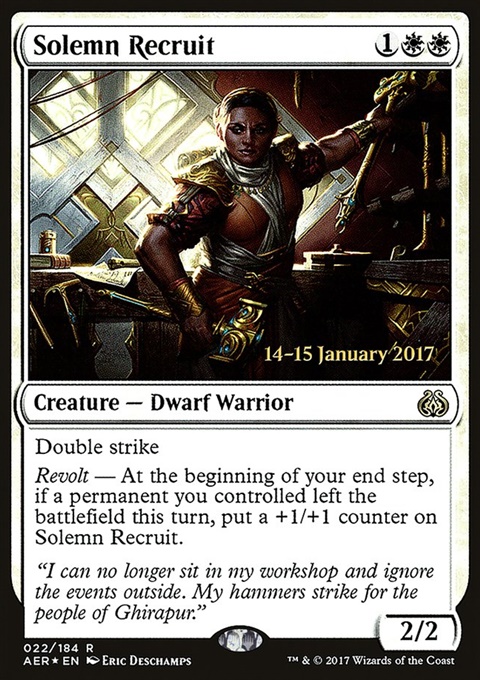 Solemn Recruit 1
14–15 January 2017
Creature — Dwarf Warrior
Double strike
Revolt — At the beginning of your end step,
if a permanent you controlled left the
battlefield this turn, put a +1/+1 counter on
Solemn Recruit.
“I can no longer sit in my workshop and ignore
the events outside. My hammers strike for the
people of Ghirapur.”
2/2
022/184 R
AER★EN Eric Deschamps
™ & © 2017 Wizards of the Coast